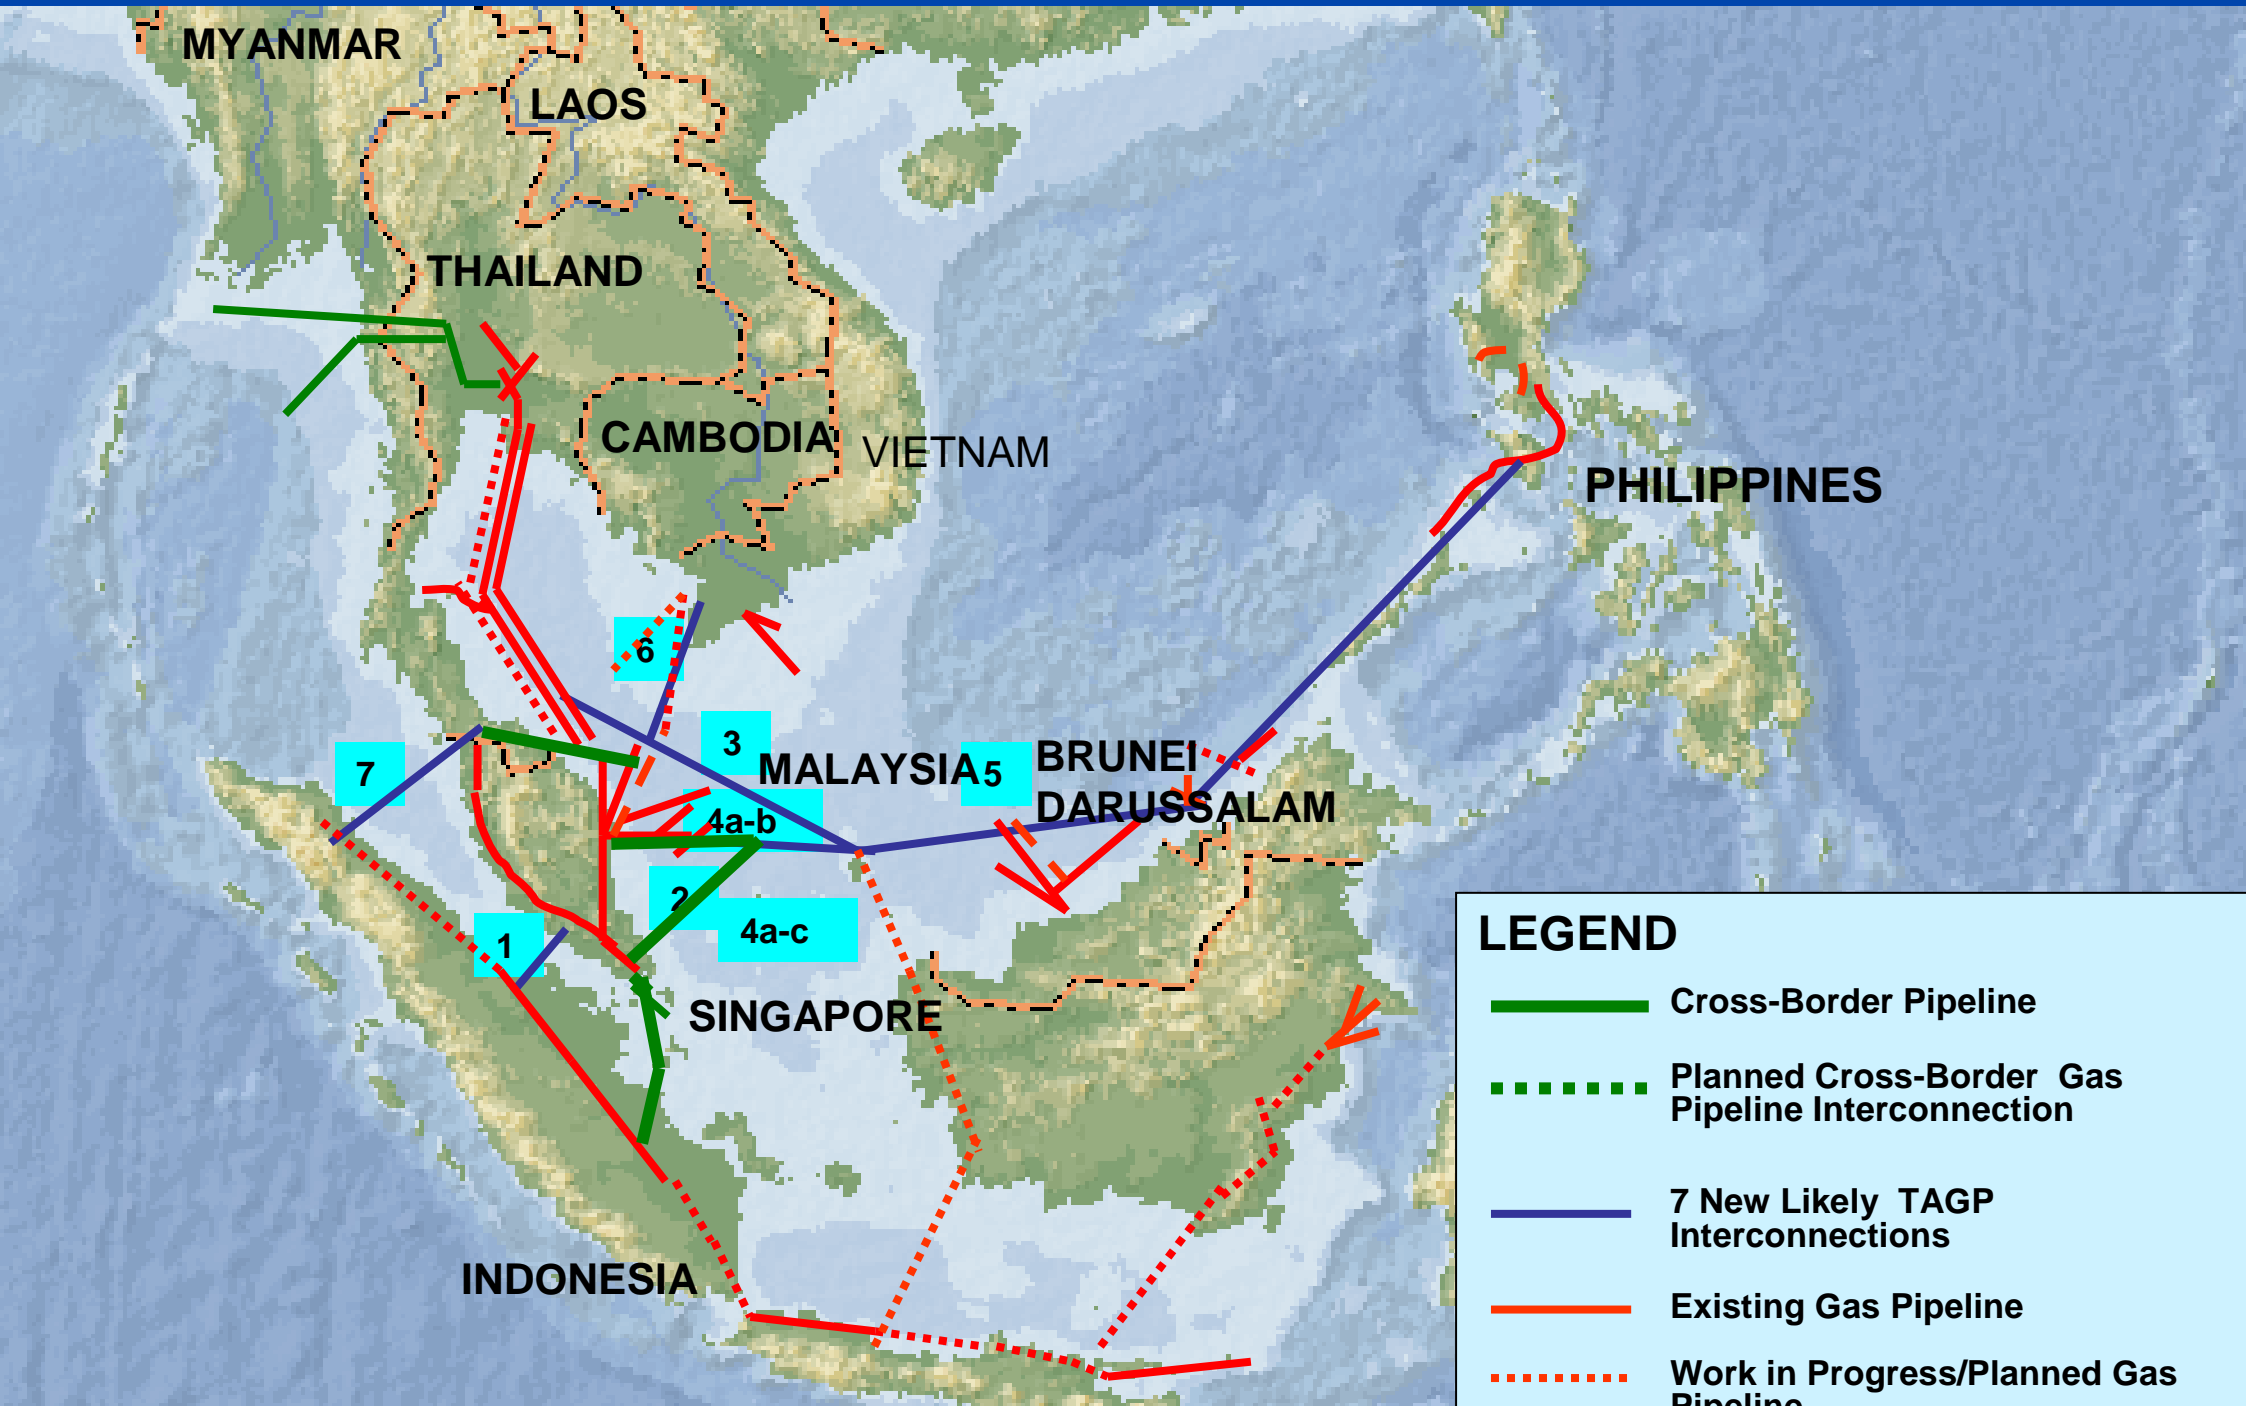 MYANMAR
LAOS
THAILAND
CAMBODIA
VIETNAM
PHILIPPINES
6
3
7
MALAYSIA
5
BRUNEI
DARUSSALAM
4a-b
2
4a-c
1
SINGAPORE
INDONESIA
LEGEND
Cross-Border Pipeline
Planned Cross-Border Gas
Pipeline Interconnection
7 New Likely TAGP
Interconnections
Existing Gas Pipeline
Work in Progress/Planned Gas
Pipeline